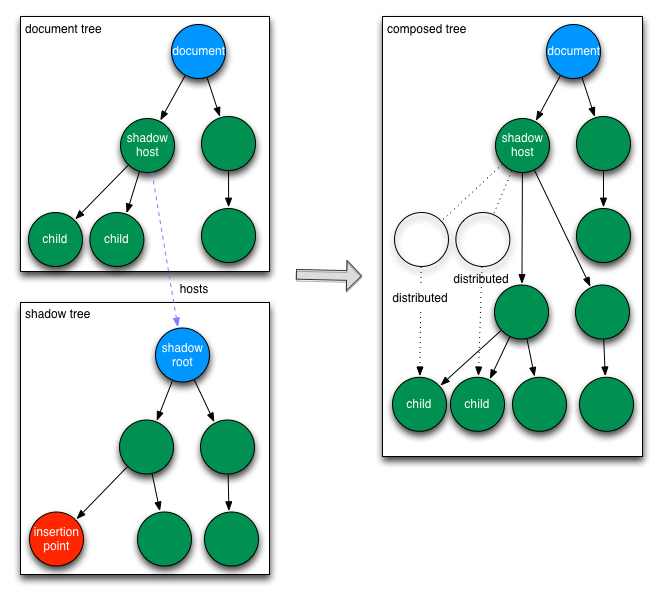 document tree
document
shadow
host
child
child
hosts
shadow tree
shadow
root
insertion
point
composed tree
document
shadow
host
distributed
distributed
child
child